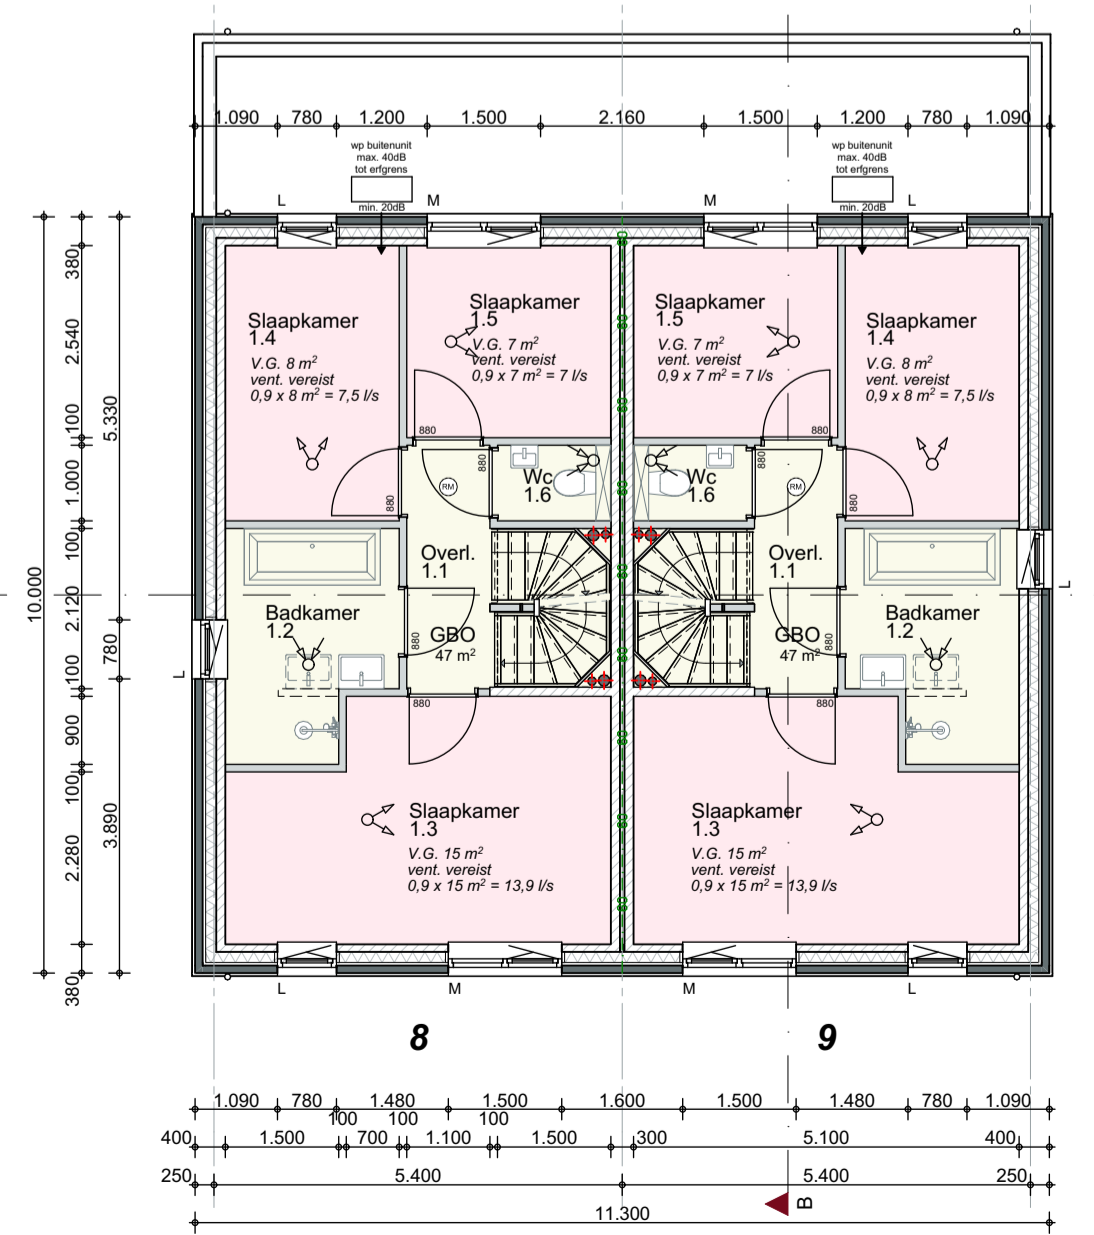 1.090 780 1.200 1.500 2.160 1.500 1.200 780 1.090
wp buitenunit
max. 40dB
tot erfgrens
min. 20dB
wp buitenunit
max. 40dB
tot erfgrens
min. 20dB
L M M L
380
2.540
100
1.000
100
2.120
100
900
100
2.280
380
5.330
780
3.890
10.000
Slaapkamer
1.4
V.G. 8 m²
vent. vereist
0,9 x 8 m² = 7,5 l/s
Slaapkamer
1.5
V.G. 7 m²
vent. vereist
0,9 x 7 m² = 7 l/s
Slaapkamer
1.5
V.G. 7 m²
vent. vereist
0,9 x 7 m² = 7 l/s
Slaapkamer
1.4
V.G. 8 m²
vent. vereist
0,9 x 8 m² = 7,5 l/s
80 80 80 80 80 80 80 80 80
880 880
880 880 880 880
RM RM
Wc
1.6
Wc
1.6
Overl.
1.1
Overl.
1.1
Badkamer
1.2
Badkamer
1.2
GBO
47 m²
GBO
47 m²
880 880
880 880
L L
Slaapkamer
1.3
V.G. 15 m²
vent. vereist
0,9 x 15 m² = 13,9 l/s
Slaapkamer
1.3
V.G. 15 m²
vent. vereist
0,9 x 15 m² = 13,9 l/s
L M M L
8 9
1.090 780 1.480 1.500 1.600 1.500 1.480 780 1.090
100 100 100
400 1.500 700 1.100 1.500 300 5.100 400
250 5.400 5.400 250
B
11.300